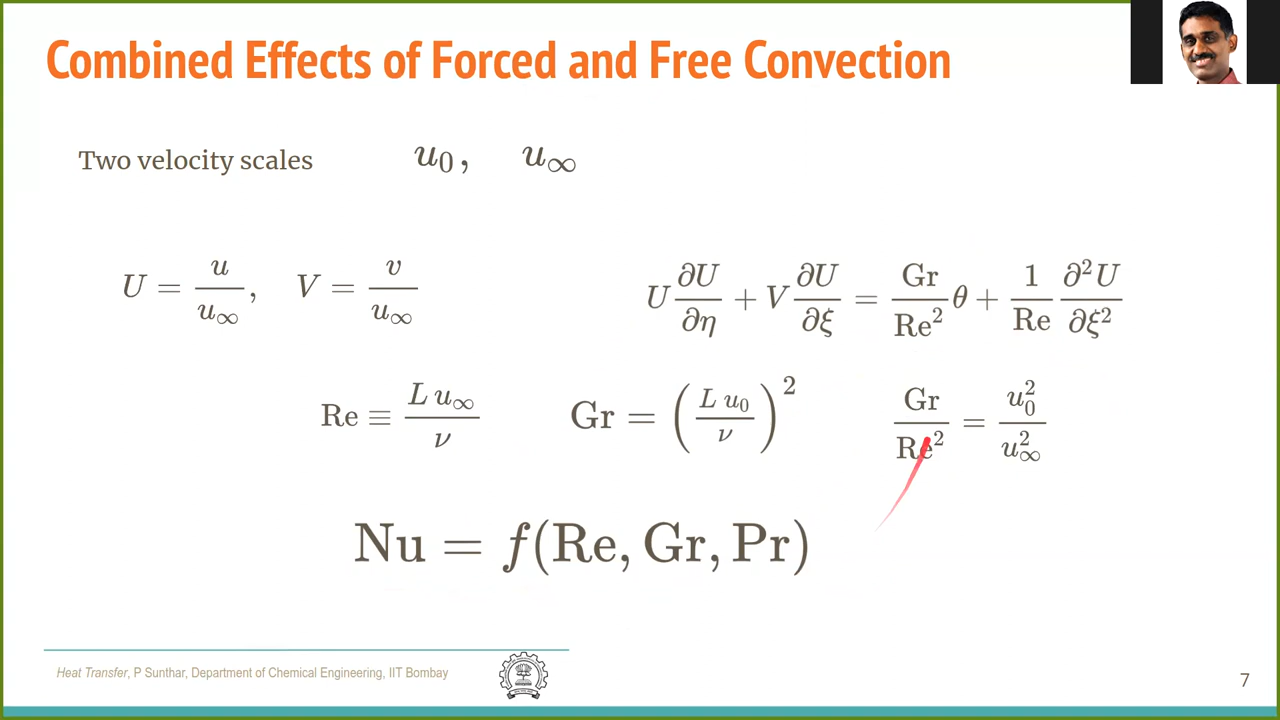 Combined Effects of Forced and Free Convection
Two velocity scales u₀, u∞
U = u/u∞, V = v/u∞
U ∂U/∂η + V ∂U/∂ξ = Gr/Re² θ + 1/Re ∂²U/∂ξ²
Re ≡ L u∞/ν
Gr = (L u₀/ν)²
Gr/Re² = u₀²/u∞²
Nu = f(Re, Gr, Pr)
Heat Transfer, P Sunthar, Department of Chemical Engineering, IIT Bombay
7